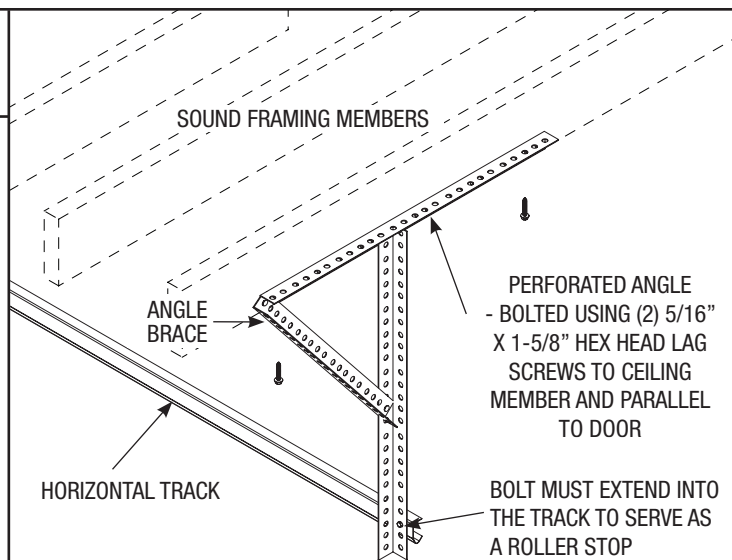 SOUND FRAMING MEMBERS
ANGLE
BRACE
PERFORATED ANGLE
- BOLTED USING (2) 5/16”
X 1-5/8” HEX HEAD LAG
SCREWS TO CEILING
MEMBER AND PARALLEL
TO DOOR
HORIZONTAL TRACK
BOLT MUST EXTEND INTO
THE TRACK TO SERVE AS
A ROLLER STOP